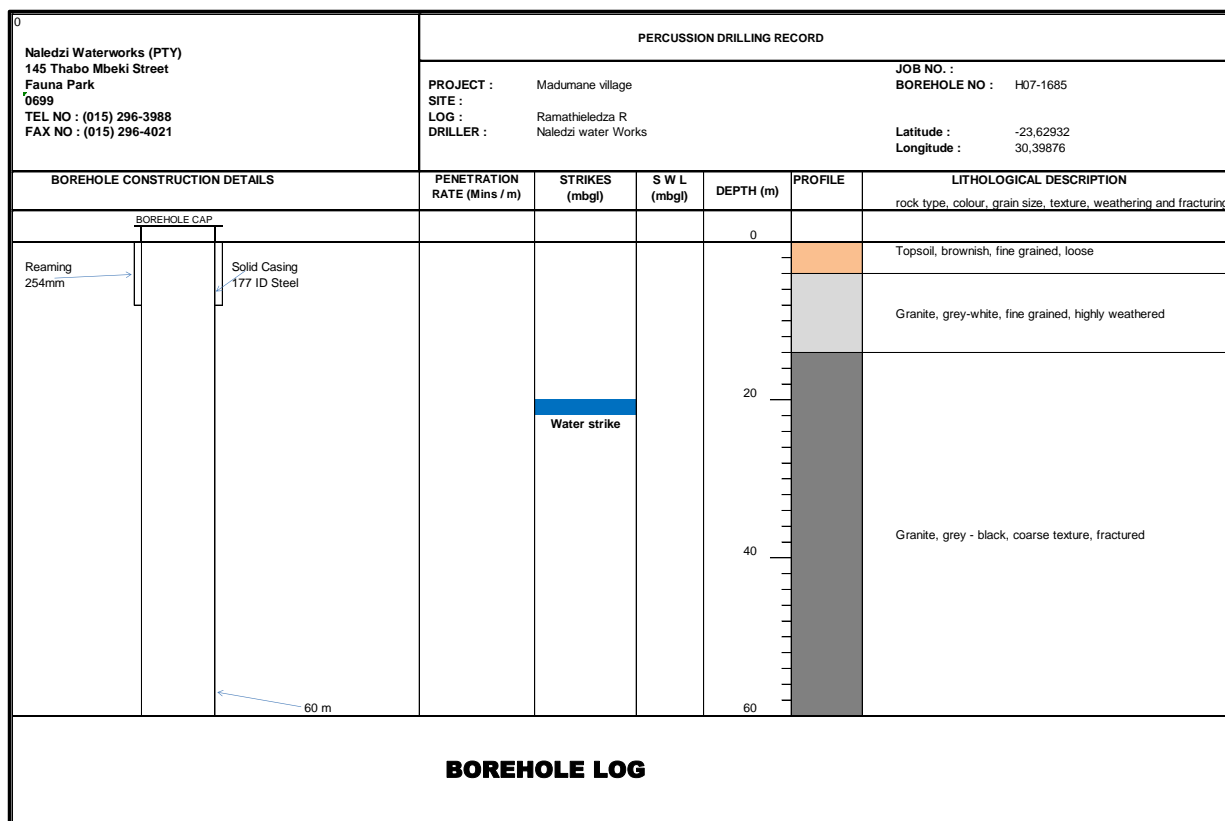 0
Naledzi Waterworks (PTY)
145 Thabo Mbeki Street
Fauna Park
0699
TEL NO : (015) 296-3988
FAX NO : (015) 296-4021
PERCUSSION DRILLING RECORD
PROJECT : Madumane village
SITE :
LOG : Ramathieledza R
DRILLER : Naledzi water Works
JOB NO. :
BOREHOLE NO : H07-1685
Latitude : -23,62932
Longitude : 30,39876
BOREHOLE CONSTRUCTION DETAILS
PENETRATION
RATE (Mins / m)
STRIKES
(mbgl)
S W L
(mbgl)
DEPTH (m)
PROFILE
LITHOLOGICAL DESCRIPTION
rock type, colour, grain size, texture, weathering and fracturing
BOREHOLE CAP
0
Reaming
254mm
Solid Casing
177 ID Steel
Topsoil, brownish, fine grained, loose
Granite, grey-white, fine grained, highly weathered
20
Water strike
Granite, grey - black, coarse texture, fractured
40
60 m
60
BOREHOLE LOG